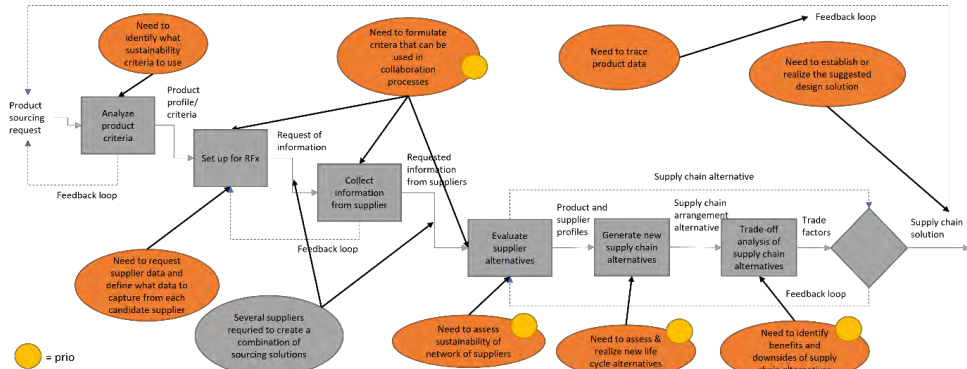 Need to
identify what
sustainability
criteria to use
Need to formulate
critera that can be
used in
collaboration
processes
Need to trace
product data
Feedback loop
Need to establish or
realize the suggested
design solution
Product
sourcing
request
Analyze
product
criteria
Product
profile/
criteria
Set up for RFx
Request of
information
Collect
information
from supplier
Requested
information
from suppliers
Feedback loop
Feedback loop
Supply chain alternative
Evaluate
supplier
alternatives
Product and
supplier
profiles
Generate new
supply chain
alternatives
Supply chain
arrangement
alternative
Trade-off
analysis of
supply chain
alternatives
Trade
factors
Supply chain
solution
Feedback loop
Need to request
supplier data and
define what data to
capture from each
candidate supplier
Several suppliers
requried to create a
combination of
sourcing solutions
Need to assess
sustainability of
network of suppliers
Need to assess &
realize new life
cycle alternatives
Need to identify
benefits and
downsides of supply
chain alternatives
= prio